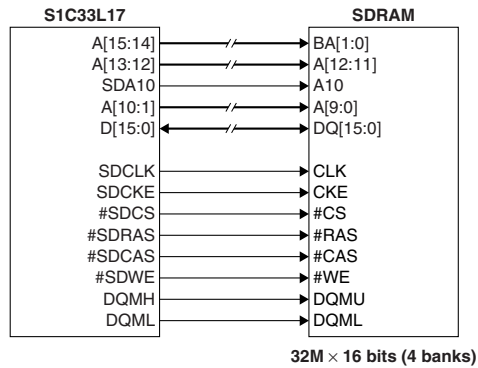 S1C33L17 SDRAM
A[15:14] BA[1:0]
A[13:12] A[12:11]
SDA10 A10
A[10:1] A[9:0]
D[15:0] DQ[15:0]
SDCLK CLK
SDCKE CKE
#SDCS #CS
#SDRAS #RAS
#SDCAS #CAS
#SDWE #WE
DQMH DQMU
DQML DQML
32M × 16 bits (4 banks)